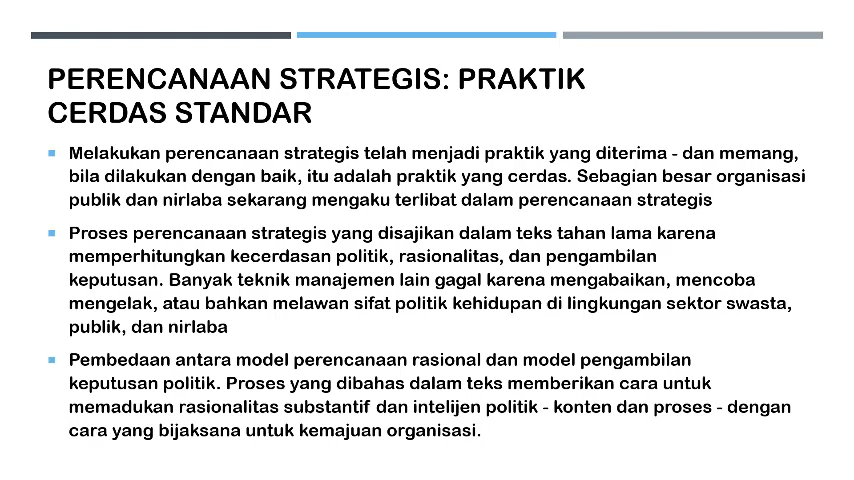 PERENCANAAN STRATEGIS: PRAKTIK
CERDAS STANDAR
Melakukan perencanaan strategis telah menjadi praktik yang diterima - dan memang,
bila dilakukan dengan baik, itu adalah praktik yang cerdas. Sebagian besar organisasi
publik dan nirlaba sekarang mengaku terlibat dalam perencanaan strategis
Proses perencanaan strategis yang disajikan dalam teks tahan lama karena
memperhitungkan kecerdasan politik, rasionalitas, dan pengambilan
keputusan. Banyak teknik manajemen lain gagal karena mengabaikan, mencoba
mengelak, atau bahkan melawan sifat politik kehidupan di lingkungan sektor swasta,
publik, dan nirlaba
Pembedaan antara model perencanaan rasional dan model pengambilan
keputusan politik. Proses yang dibahas dalam teks memberikan cara untuk
memadukan rasionalitas substantif dan intelijen politik - konten dan proses - dengan
cara yang bijaksana untuk kemajuan organisasi.